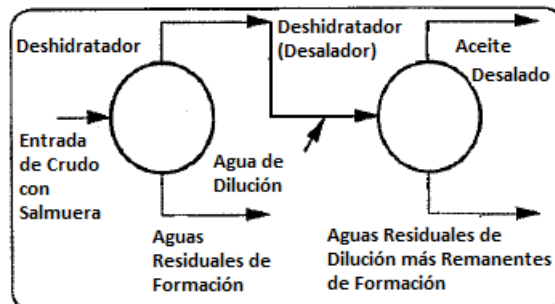 Deshidratador
Deshidratador
(Desalador)
Aceite
Desalado
Entrada
de Crudo
con
Salmuera
Agua de
Dilución
Aguas
Residuales de
Formación
Aguas Residuales de
Dilución más Remanentes
de Formación